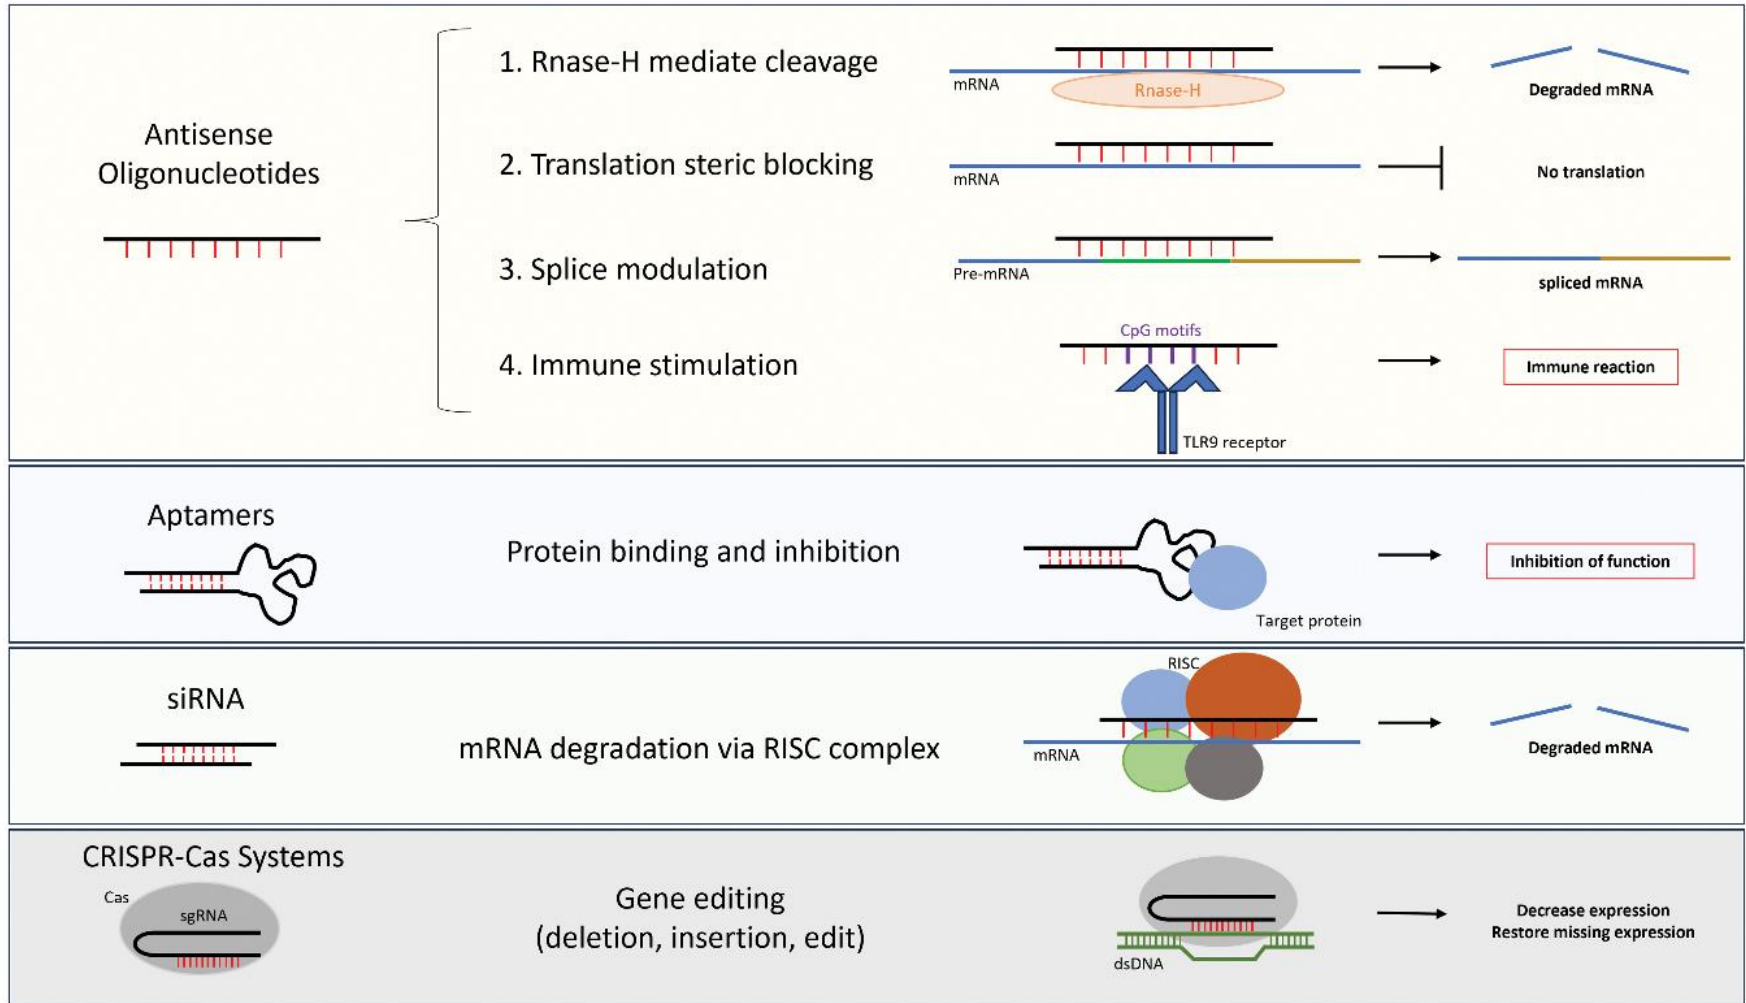 Antisense
Oligonucleotides
1. Rnase-H mediate cleavage
mRNA
Rnase-H
Degraded mRNA
2. Translation steric blocking
mRNA
No translation
3. Splice modulation
Pre-mRNA
spliced mRNA
4. Immune stimulation
CpG motifs
TLR9 receptor
Immune reaction
Aptamers
Protein binding and inhibition
Target protein
Inhibition of function
siRNA
mRNA degradation via RISC complex
RISC
mRNA
Degraded mRNA
CRISPR-Cas Systems
Cas
sgRNA
Gene editing
(deletion, insertion, edit)
dsDNA
Decrease expression
Restore missing expression